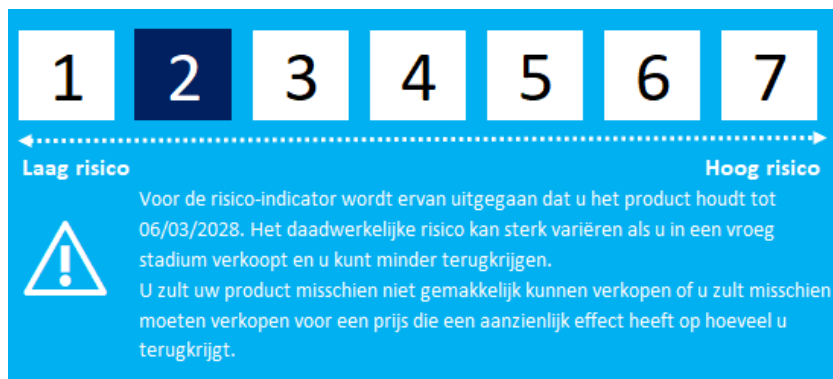 1 2 3 4 5 6 7
Laag risico Hoog risico
Voor de risico-indicator wordt ervan uitgegaan dat u het product houdt tot
06/03/2028. Het daadwerkelijke risico kan sterk variëren als u in een vroeg
stadium verkoopt en u kunt minder terugkrijgen.
U zult uw product misschien niet gemakkelijk kunnen verkopen of u zult misschien
moeten verkopen voor een prijs die een aanzienlijk effect heeft op hoeveel u
terugkrijgt.